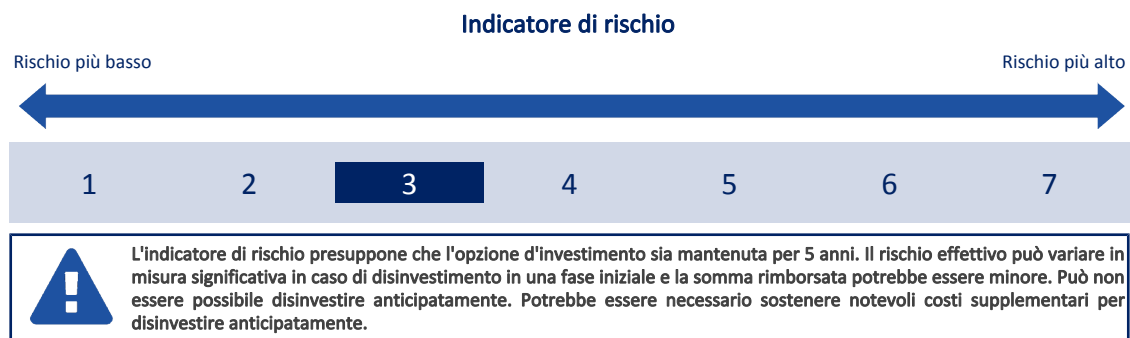 Indicatore di rischio
Rischio più basso Rischio più alto
1 2 3 4 5 6 7
L'indicatore di rischio presuppone che l'opzione d'investimento sia mantenuta per 5 anni. Il rischio effettivo può variare in
misura significativa in caso di disinvestimento in una fase iniziale e la somma rimborsata potrebbe essere minore. Può non
essere possibile disinvestire anticipatamente. Potrebbe essere necessario sostenere notevoli costi supplementari per
disinvestire anticipatamente.